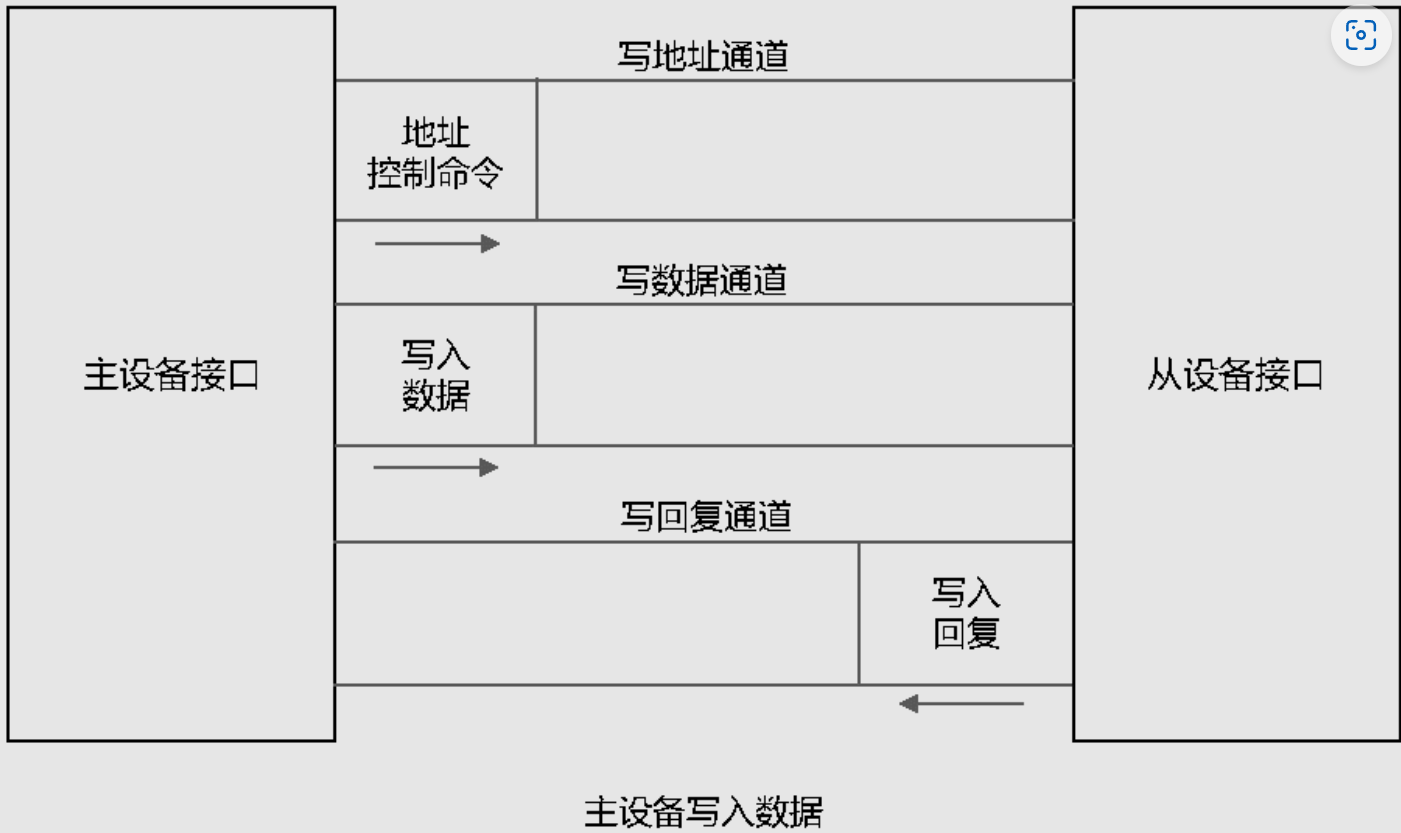 写地址通道
地址
控制命令
写数据通道
写入
数据
主设备接口
从设备接口
写回复通道
写入
回复
主设备写入数据